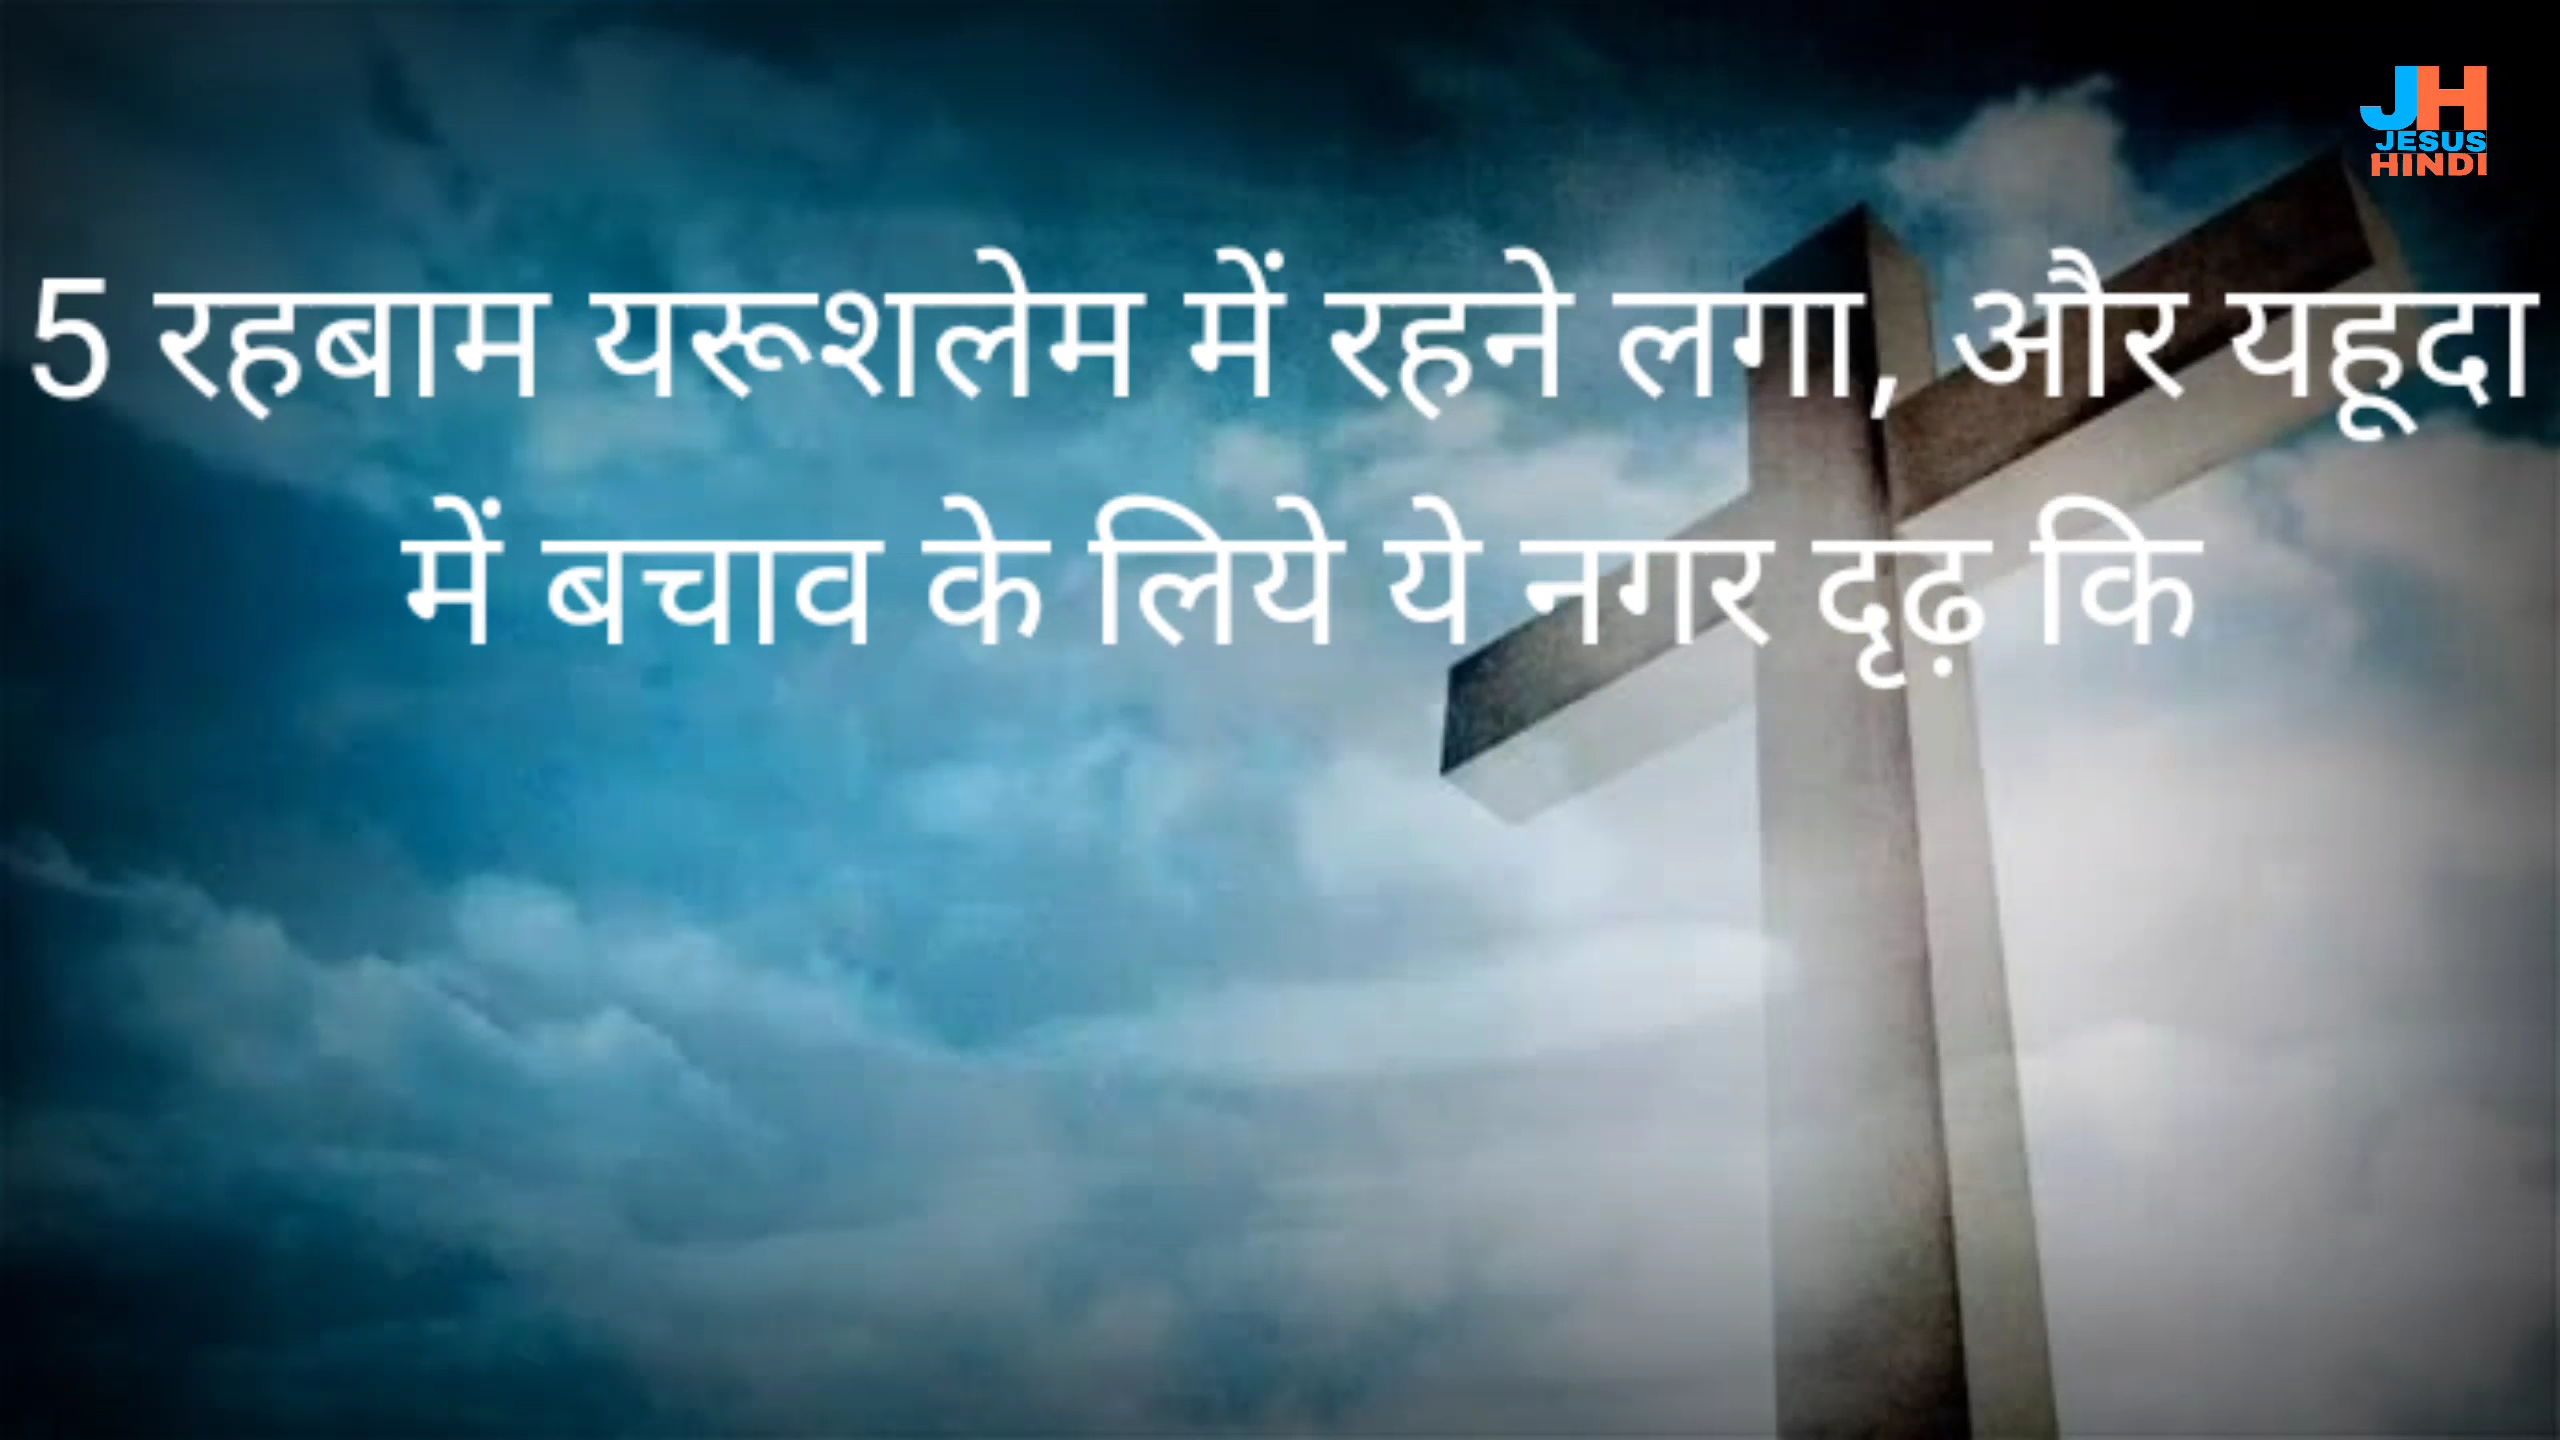 JH
JESUS
HINDI
5 रहबाम यरूशलेम में रहने लगा, और यहूदा
में बचाव के लिये ये नगर दृढ़ कि